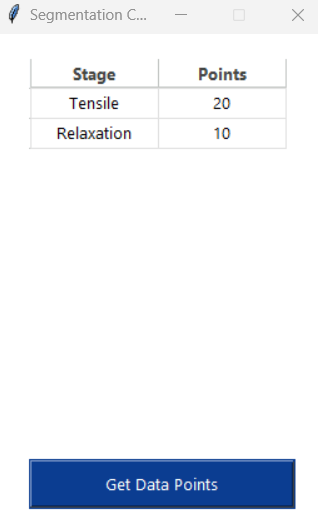 Segmentation C...
Stage Points
Tensile 20
Relaxation 10
Get Data Points